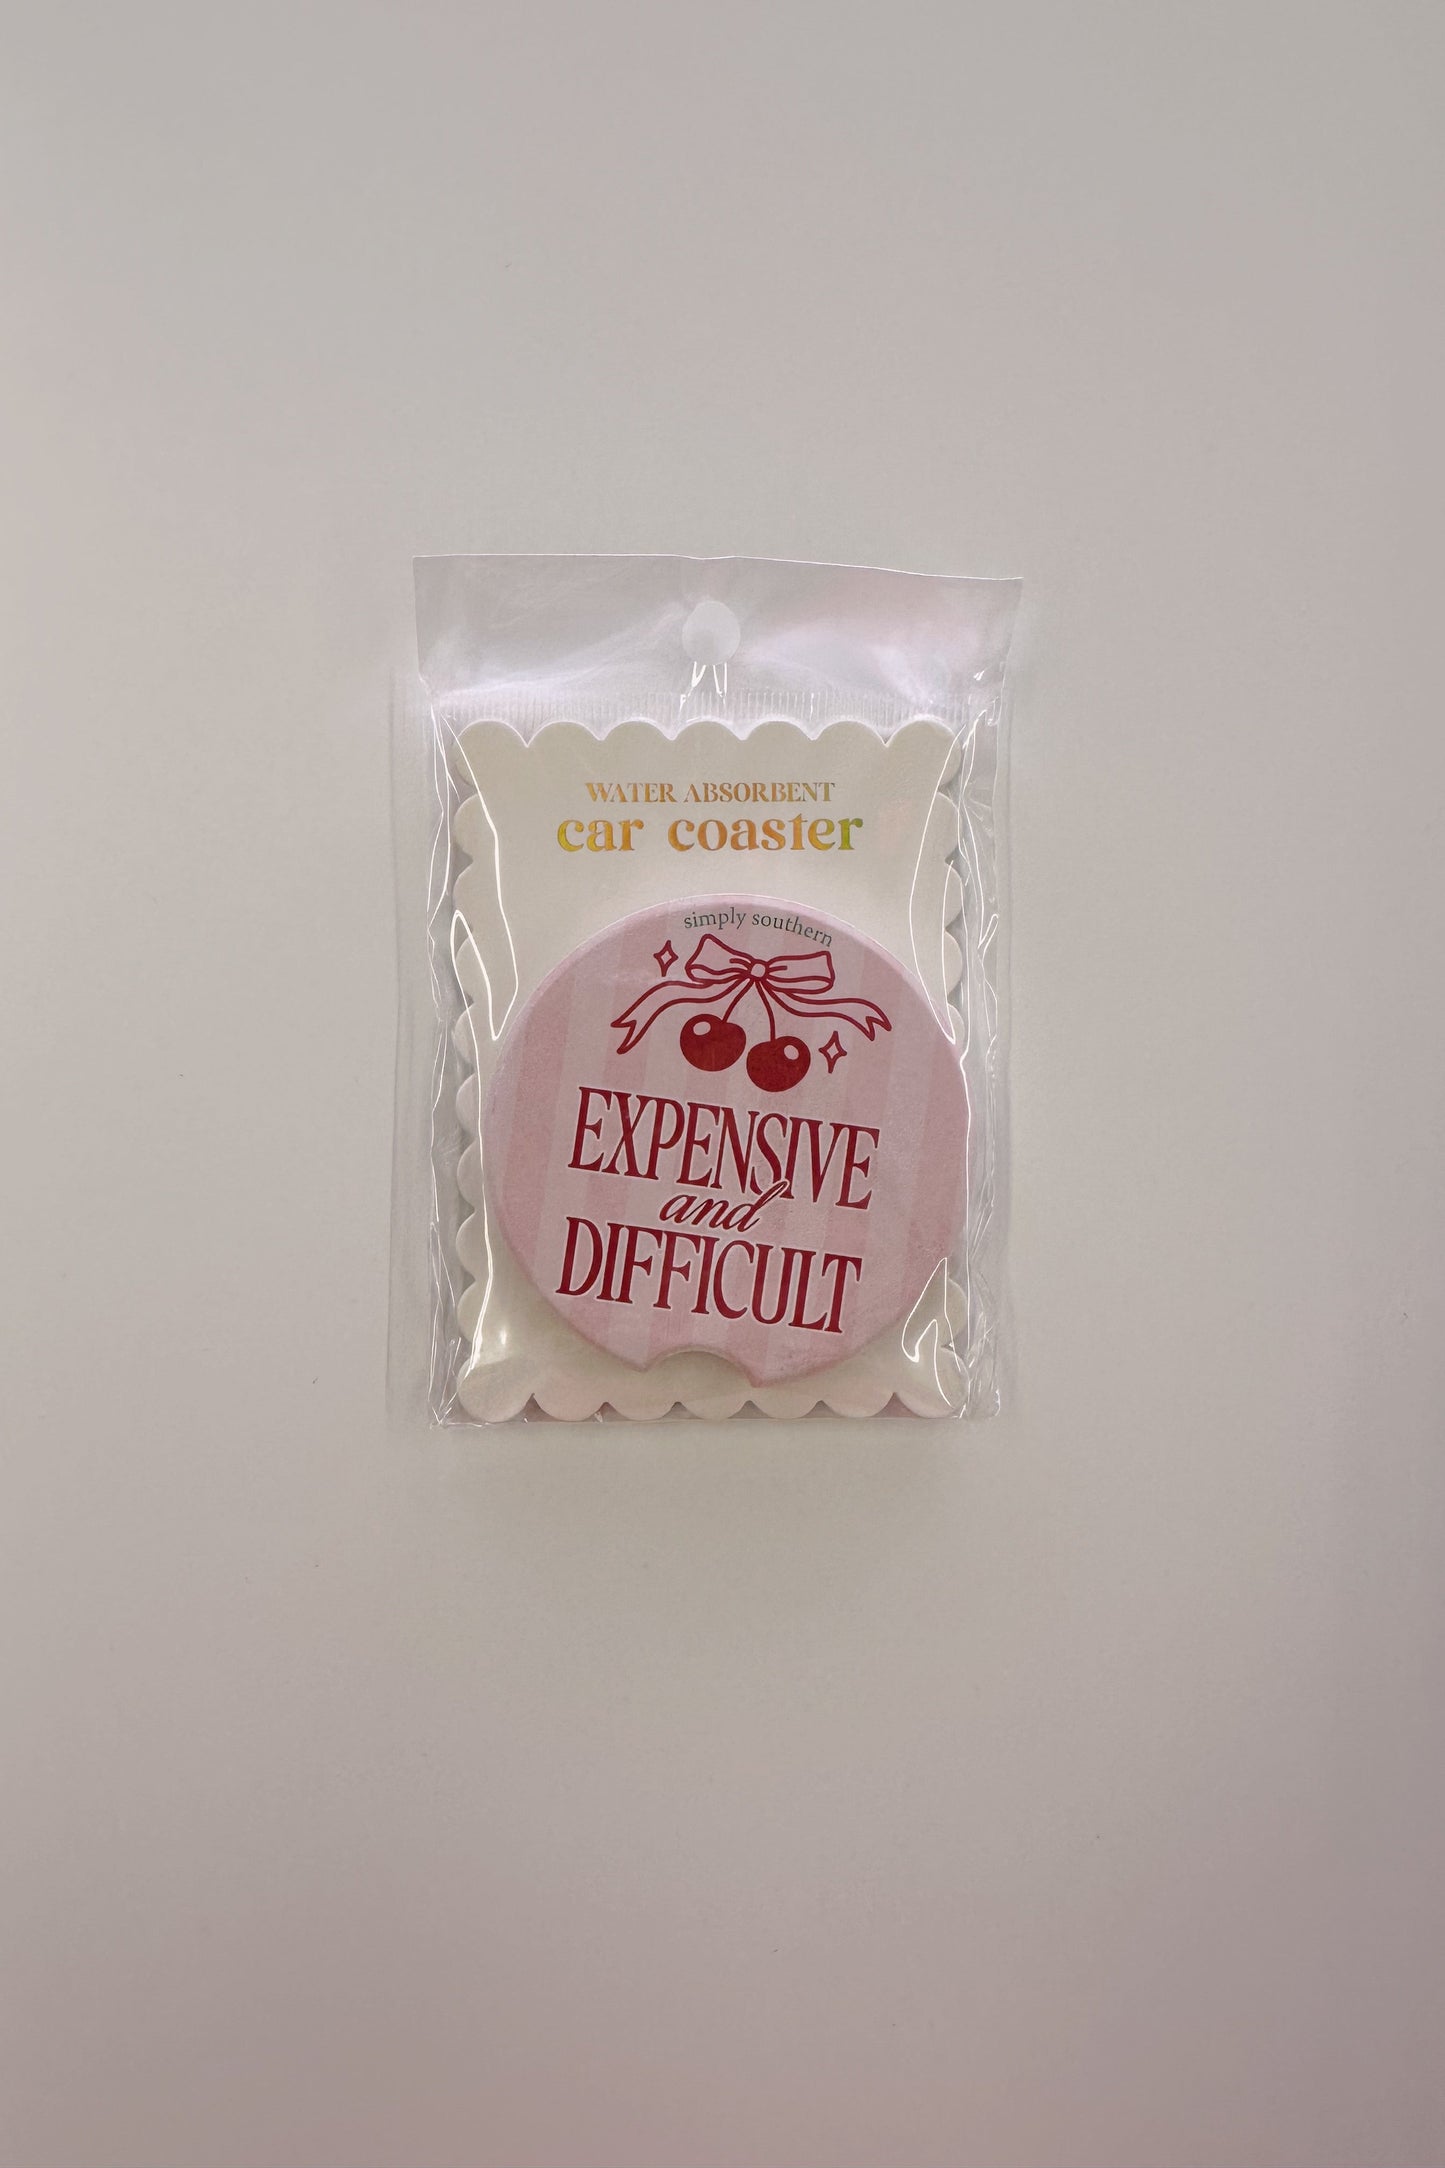 WATER ABSORBENT
car coaster
simply southern
EXPENSIVE
and
DIFFICULT